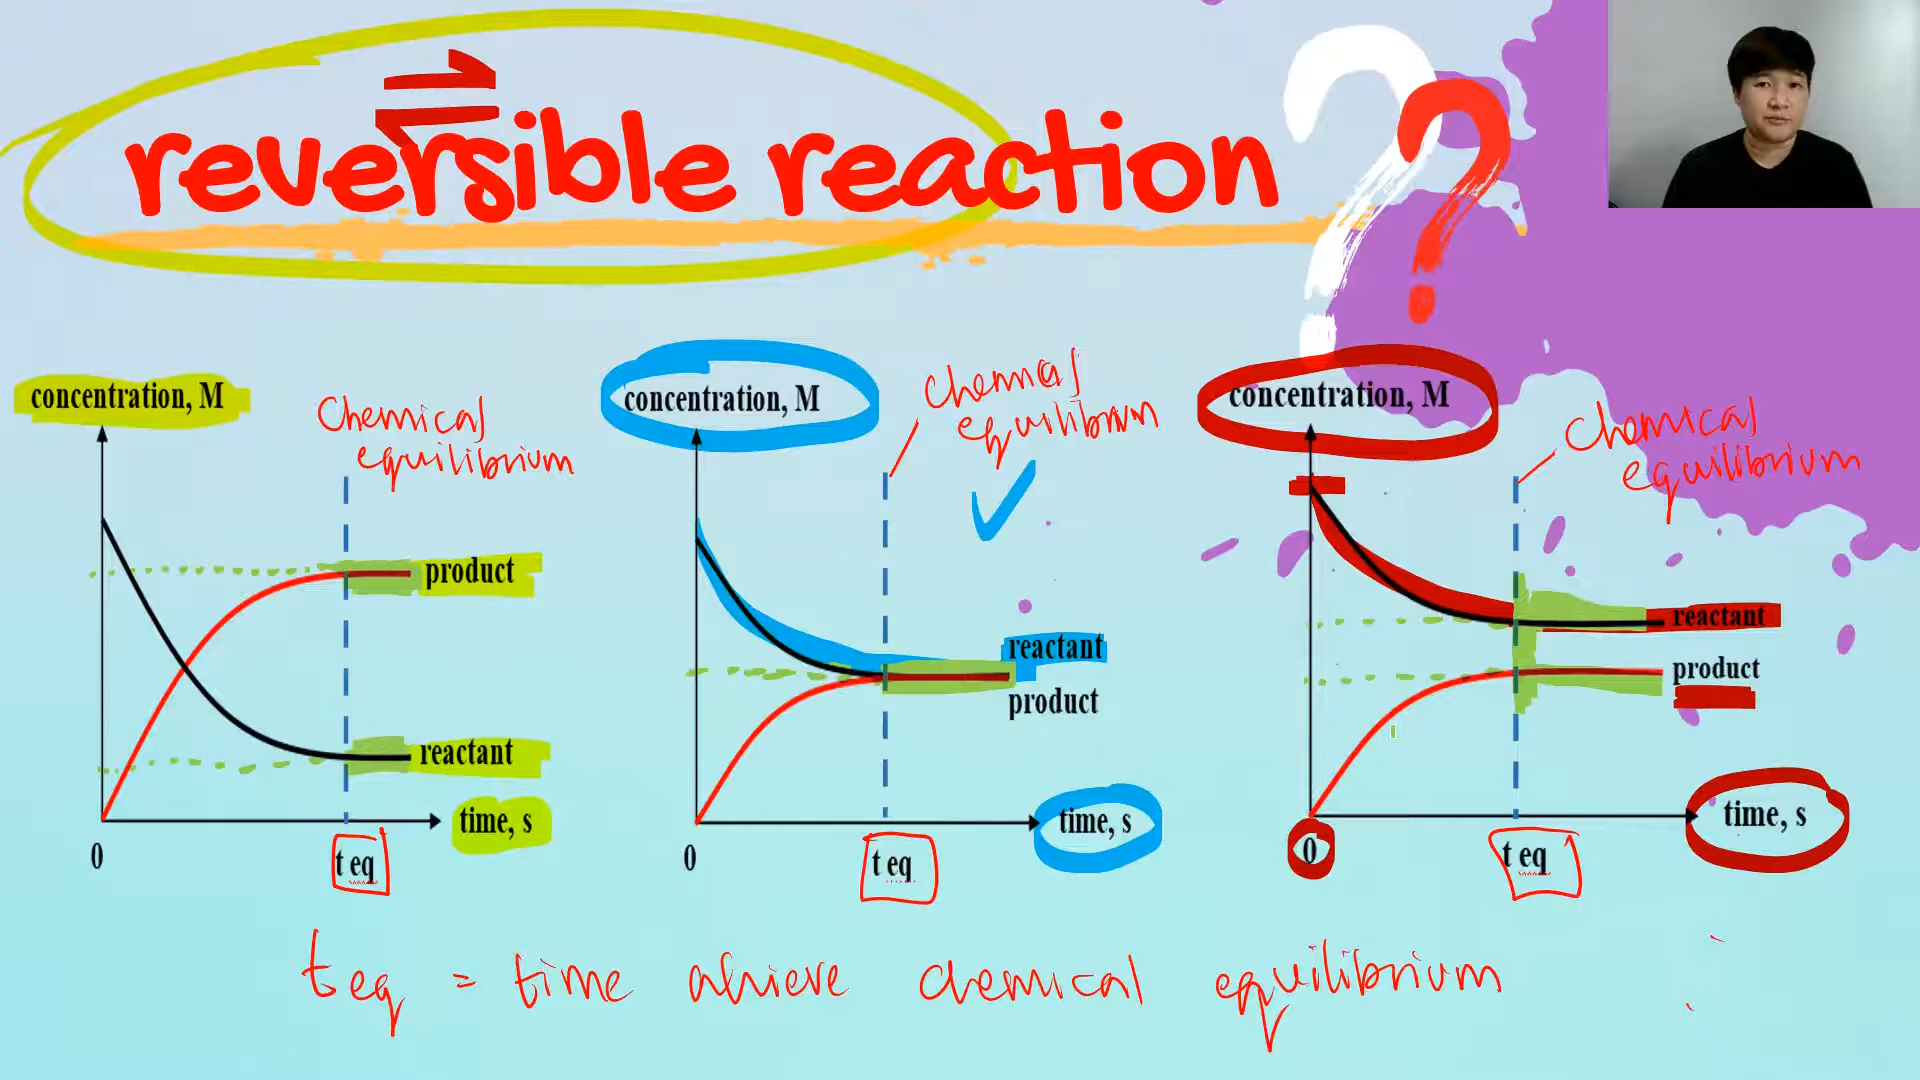 reversible reaction
??
concentration, M
Chemical
equilibrium
product
reactant
time, s
0
t eq
concentration, M
Chemical
equilibrium
reactant
product
time, s
0
t eq
concentration, M
Chemical
equilibrium
reactant
product
time, s
0
t eq
teq = time ahieve chemical equilibrium